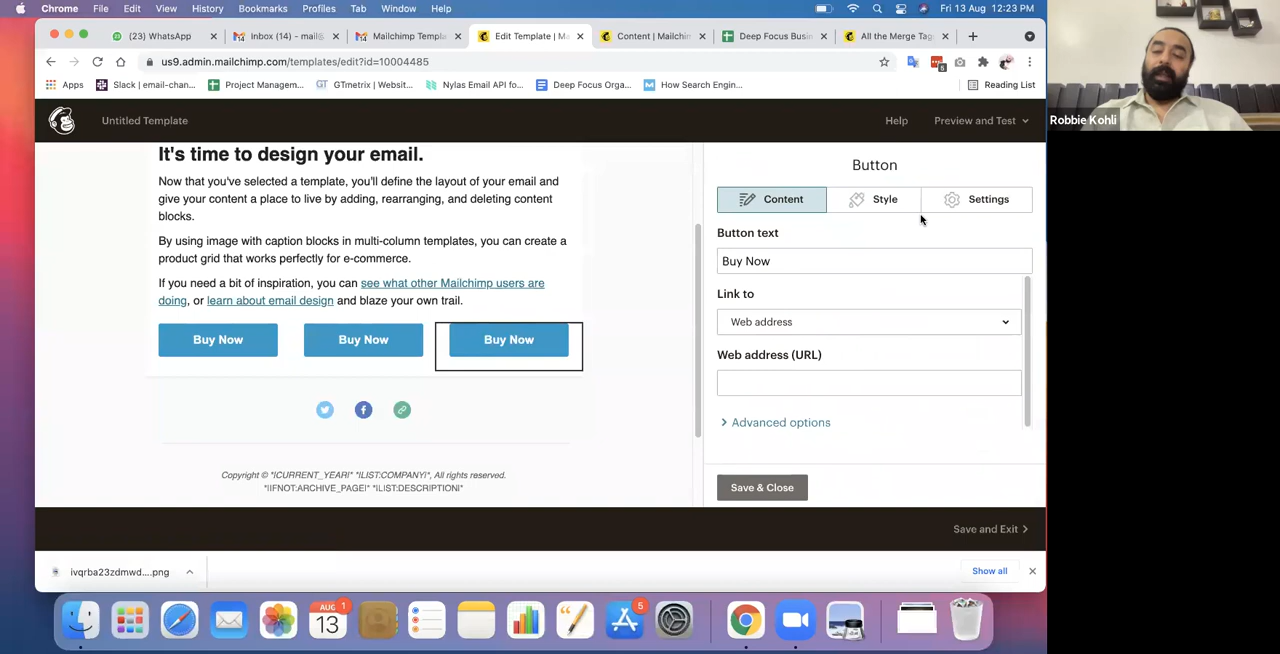 Chrome File Edit View History Bookmarks Profiles Tab Window Help Fri 13 Aug 12:23 PM
(23) WhatsApp Inbox (14) – mail@ Mailchimp Templa Edit Template | Ma Content | Mailchim Deep Focus Busin All the Merge Tag
us9.admin.mailchimp.com/templates/edit?id=10004485
Apps Slack | email-chan... Project Managem... GTmetrix | Websit... Nylas Email API fo... Deep Focus Orga... How Search Engin... Reading List
Robbie Kohli
Untitled Template Help Preview and Test
It's time to design your email.
Now that you've selected a template, you'll define the layout of your email and
give your content a place to live by adding, rearranging, and deleting content
blocks.
By using image with caption blocks in multi-column templates, you can create a
product grid that works perfectly for e-commerce.
If you need a bit of inspiration, you can see what other Mailchimp users are
doing, or learn about email design and blaze your own trail.
Buy Now Buy Now Buy Now
Copyright © *|CURRENT_YEAR|* *|LIST:COMPANY|*, All rights reserved.
*|IFNOT:ARCHIVE_PAGE|* *|LIST:DESCRIPTION|*
Button
Content Style Settings
Button text
Buy Now
Link to
Web address
Web address (URL)
Advanced options
Save & Close
Save and Exit
ivqrba23zdmwd....png Show all
AUG 1
13
5